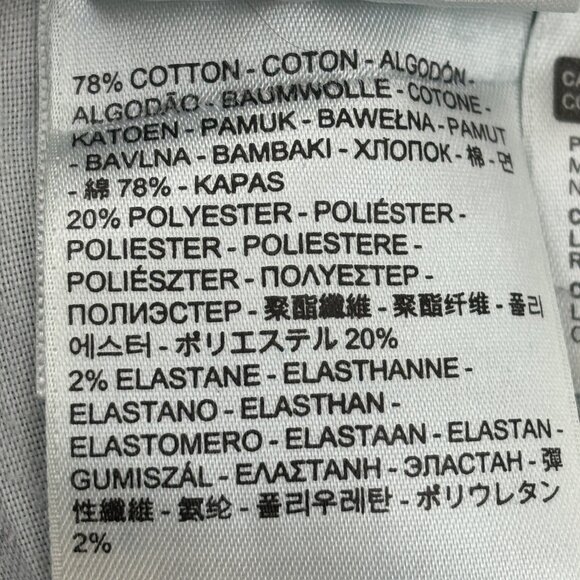 78% COTTON - COTON - ALGODÓN -
ALGODÃO - BAUMWOLLE - COTONE -
KATOEN - PAMUK - BAWEŁNA - PAMUT
- BAVLNA - BAMBAKI - ХЛОПОК - 棉 - 면
- 綿 78% - KAPAS
20% POLYESTER - POLIÉSTER -
POLIESTER - POLIESTERE -
POLIÉSZTER - ΠΟΛΥΕΣΤΕΡ -
ПОЛИЭСТЕР - 聚酯纖維 - 聚酯纤维 - 폴리
에스터 - ポリエステル 20%
2% ELASTANE - ELASTHANNE -
ELASTANO - ELASTHAN -
ELASTOMERO - ELASTAAN - ELASTAN -
GUMISZÁL - ΕΛΑΣΤΑΝΗ - ЭЛАСТАН - 彈
性纖維 - 氨纶 - 폴리우레탄 - ポリウレタン
2%